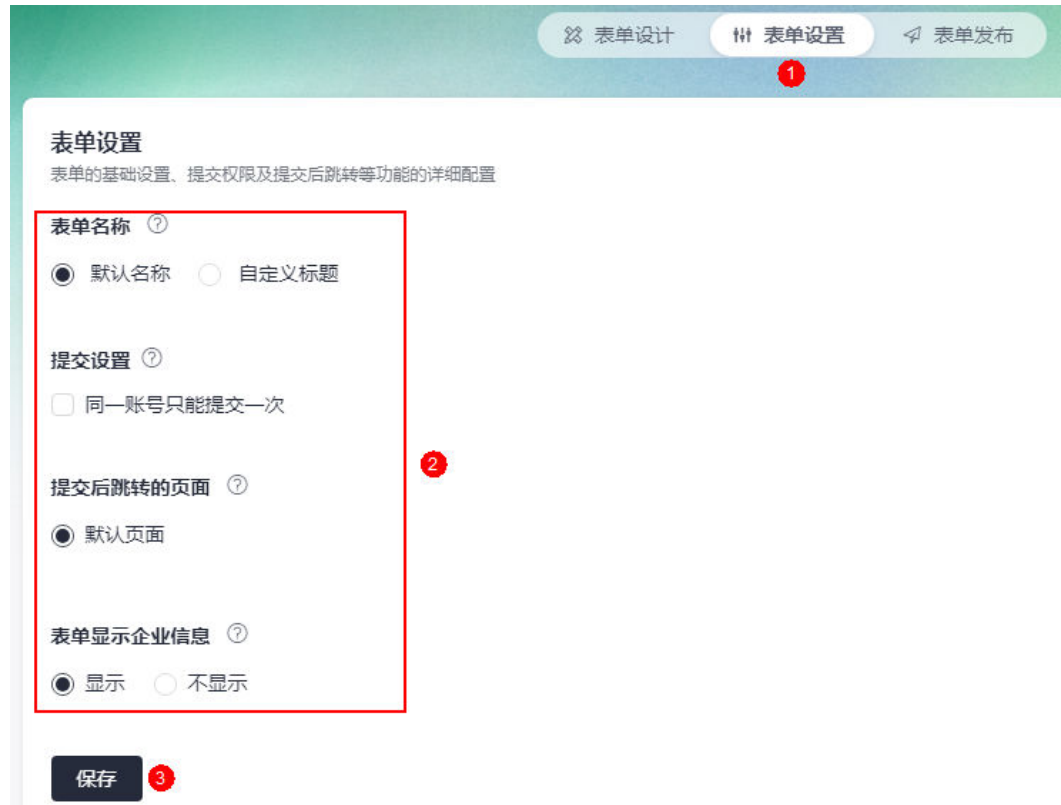 表单设计 表单设置 表单发布
1
表单设置
表单的基础设置、提交权限及提交后跳转等功能的详细配置
表单名称 ?
默认名称 自定义标题
提交设置 ?
同一账号只能提交一次
2
提交后跳转的页面 ?
默认页面
表单显示企业信息 ?
显示 不显示
保存 3